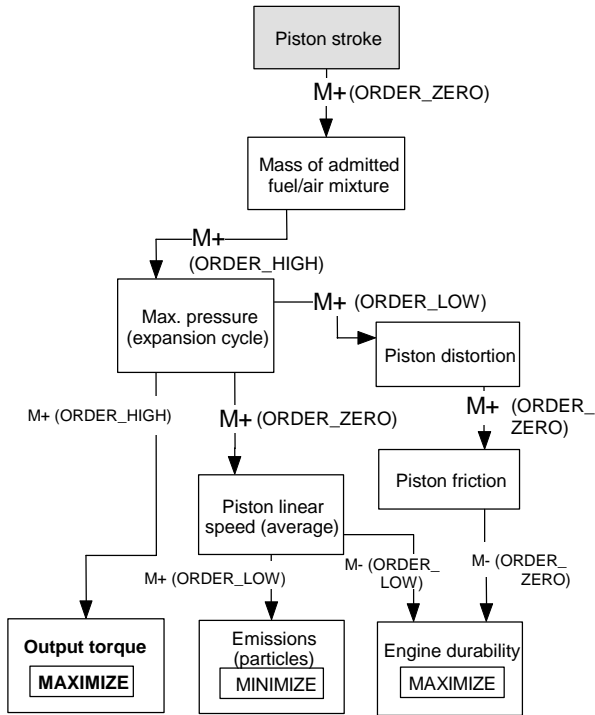 Piston stroke
M+ (ORDER_ZERO)
Mass of admitted
fuel/air mixture
M+
(ORDER_HIGH)
Max. pressure
(expansion cycle)
M+ (ORDER_LOW)
Piston distortion
M+ (ORDER_HIGH)
M+ (ORDER_ZERO)
M+ (ORDER_
ZERO)
Piston linear
speed (average)
Piston friction
M+ (ORDER_LOW)
M- (ORDER_
LOW)
M- (ORDER_
ZERO)
Output torque
MAXIMIZE
Emissions
(particles)
MINIMIZE
Engine durability
MAXIMIZE